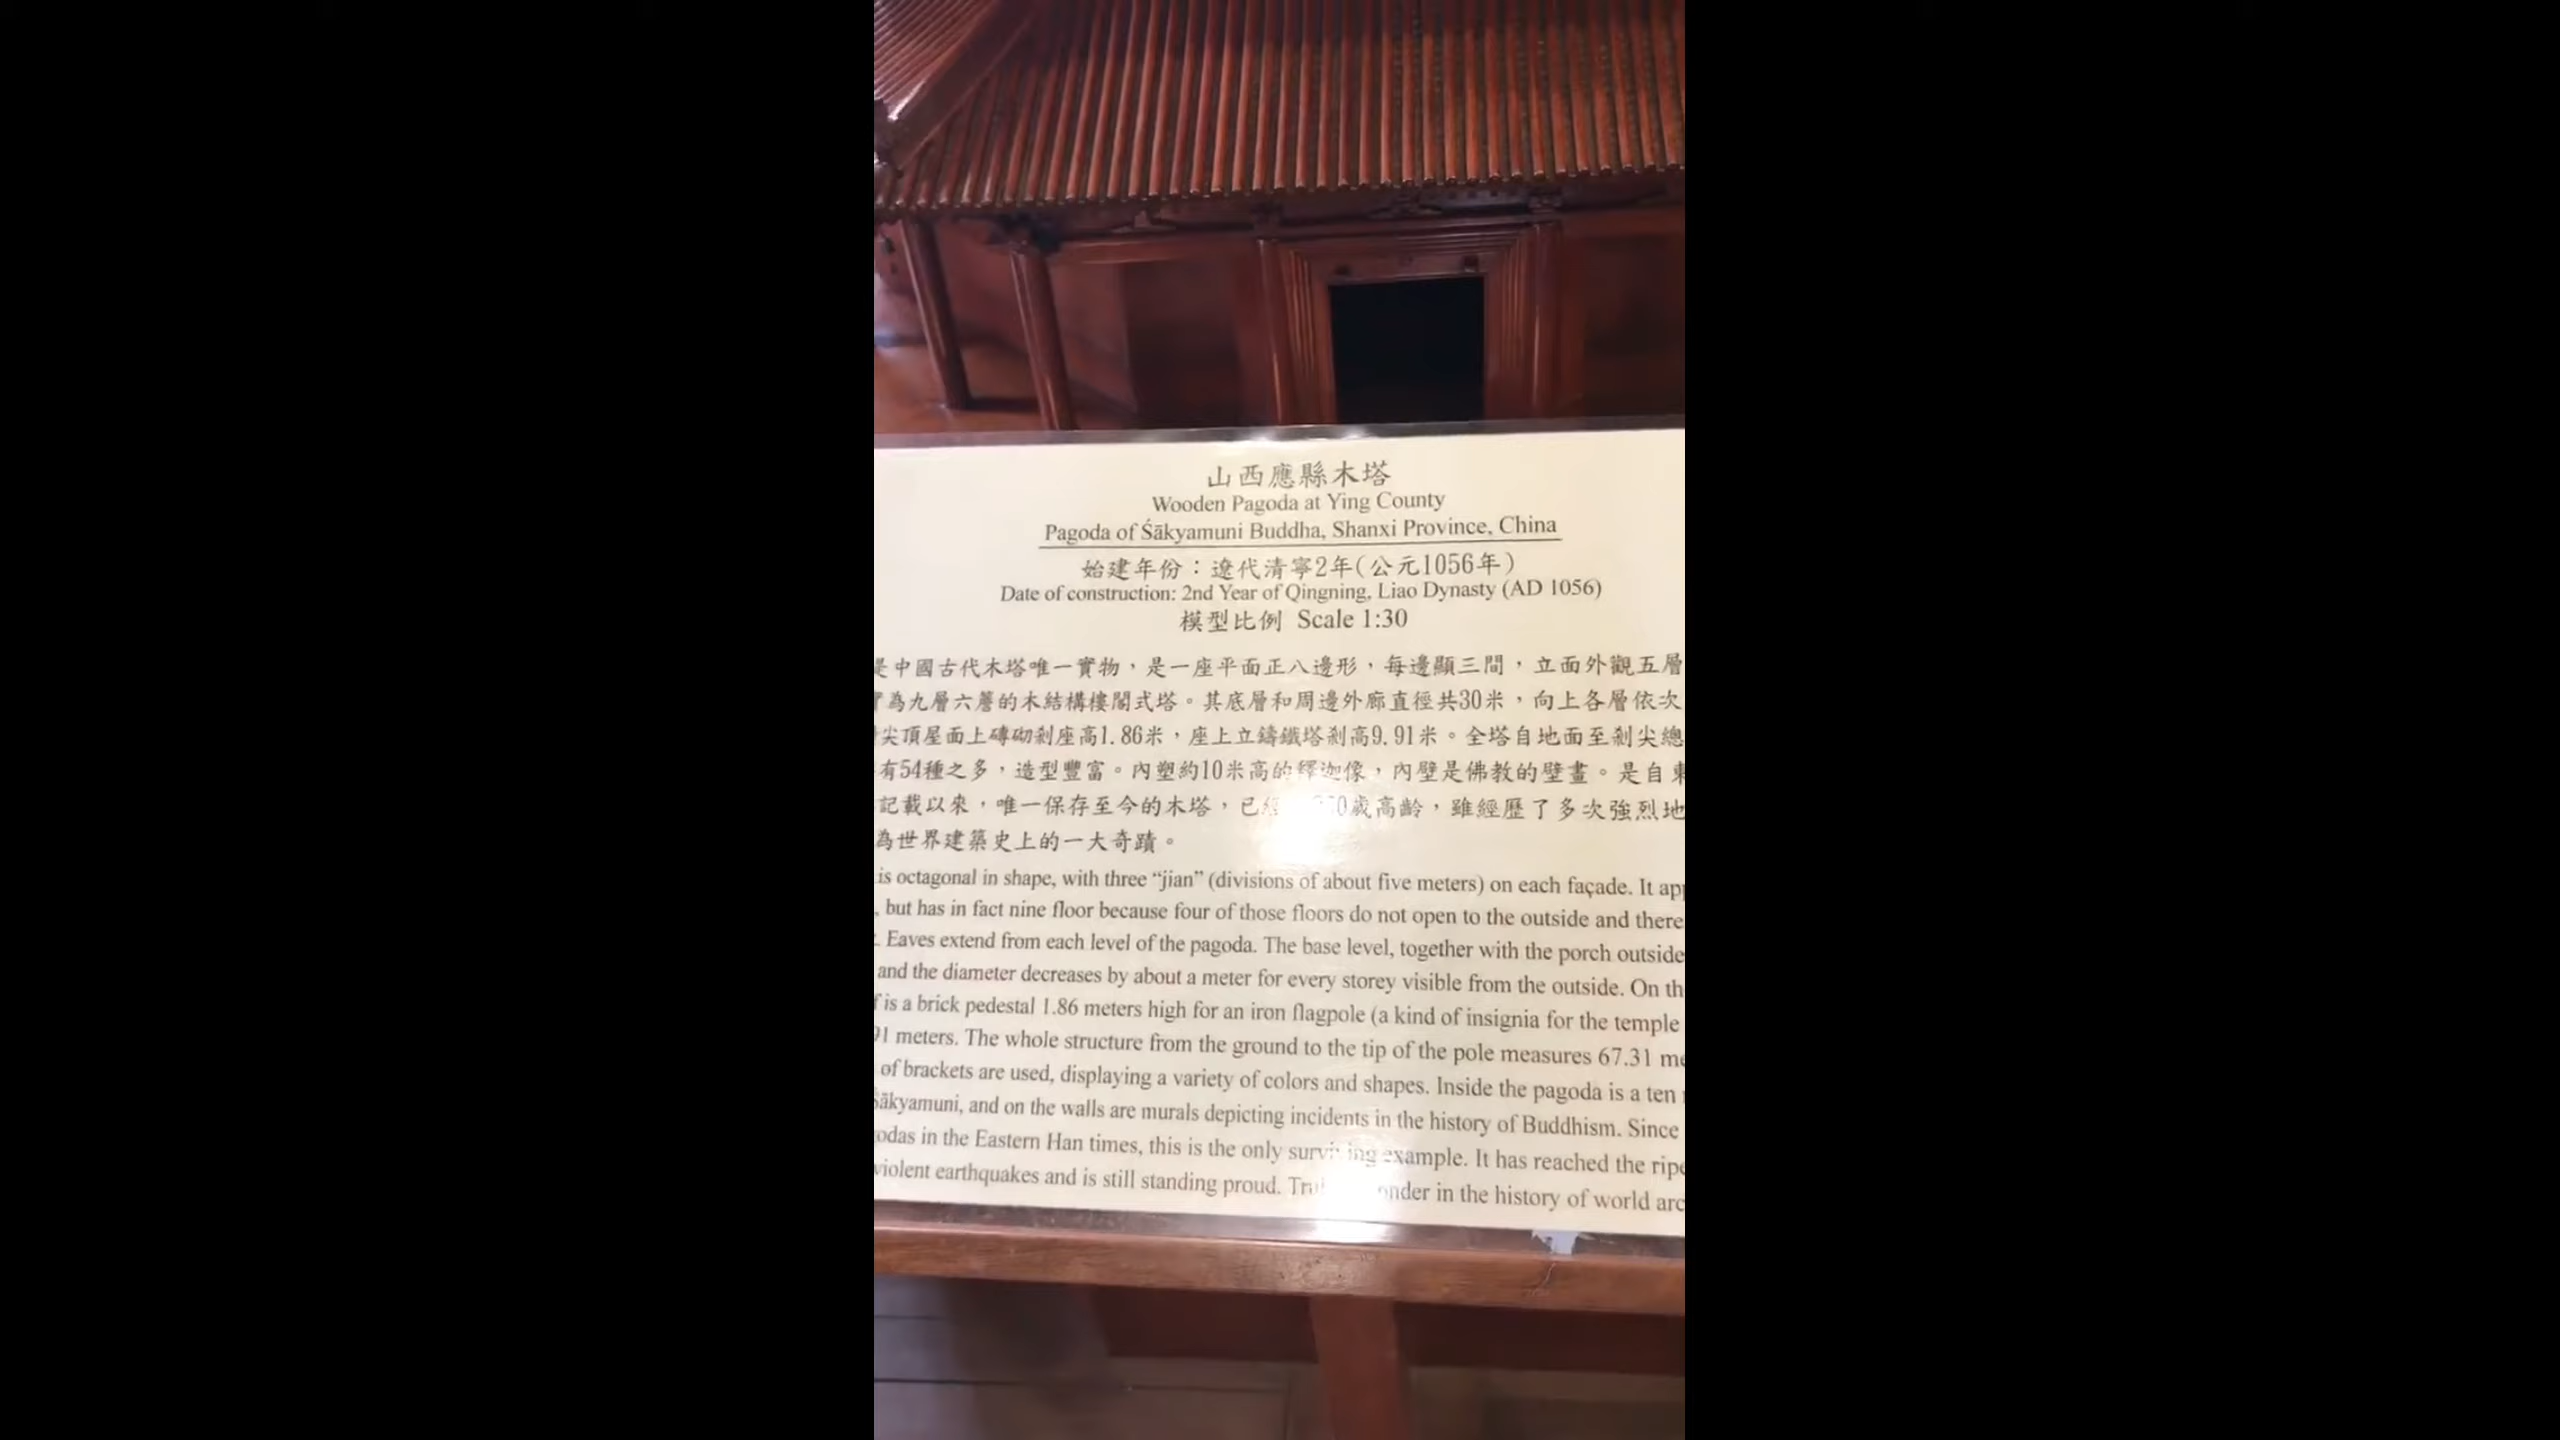 山西應縣木塔
Wooden Pagoda at Ying County
Pagoda of Śākyamuni Buddha, Shanxi Province, China
始建年份：遼代清寧2年(公元1056年)
Date of construction: 2nd Year of Qingning, Liao Dynasty (AD 1056)
模型比例 Scale 1:30
是中國古代木塔唯一實物，是一座平面正八邊形，每邊顯三間，立面外觀五層
為九層六簷的木結構樓閣式塔。其底層和周邊外廊直徑共30米，向上各層依次
尖頂屋面上磚砌剎座高1.86米，座上立鑄鐵塔剎高9.91米。全塔自地面至剎尖總
有54種之多，造型豐富。內塑約10米高的釋迦像，內壁是佛教的壁畫。是自
記載以來，唯一保存至今的木塔，已 歲高齡，雖經歷了多次強烈地
為世界建築史上的一大奇蹟。
is octagonal in shape, with three “jian” (divisions of about five meters) on each façade. It
, but has in fact nine floor because four of those floors do not open to the outside and there
. Eaves extend from each level of the pagoda. The base level, together with the porch outside
and the diameter decreases by about a meter for every storey visible from the outside. On
is a brick pedestal 1.86 meters high for an iron flagpole (a kind of insignia for the temple
meters. The whole structure from the ground to the tip of the pole measures 67.31
of brackets are used, displaying a variety of colors and shapes. Inside the pagoda is a ten
Śākyamuni, and on the walls are murals depicting incidents in the history of Buddhism. Since
in the Eastern Han times, this is the only surviving example. It has reached the
violent earthquakes and is still standing proud. in the history of world